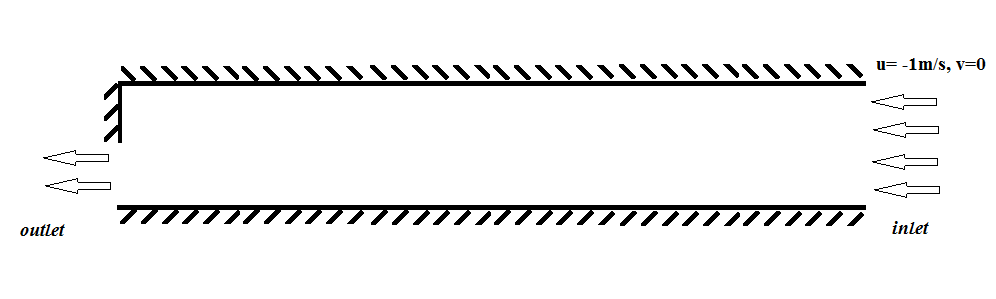 u= -1m/s, v=0
outlet
inlet